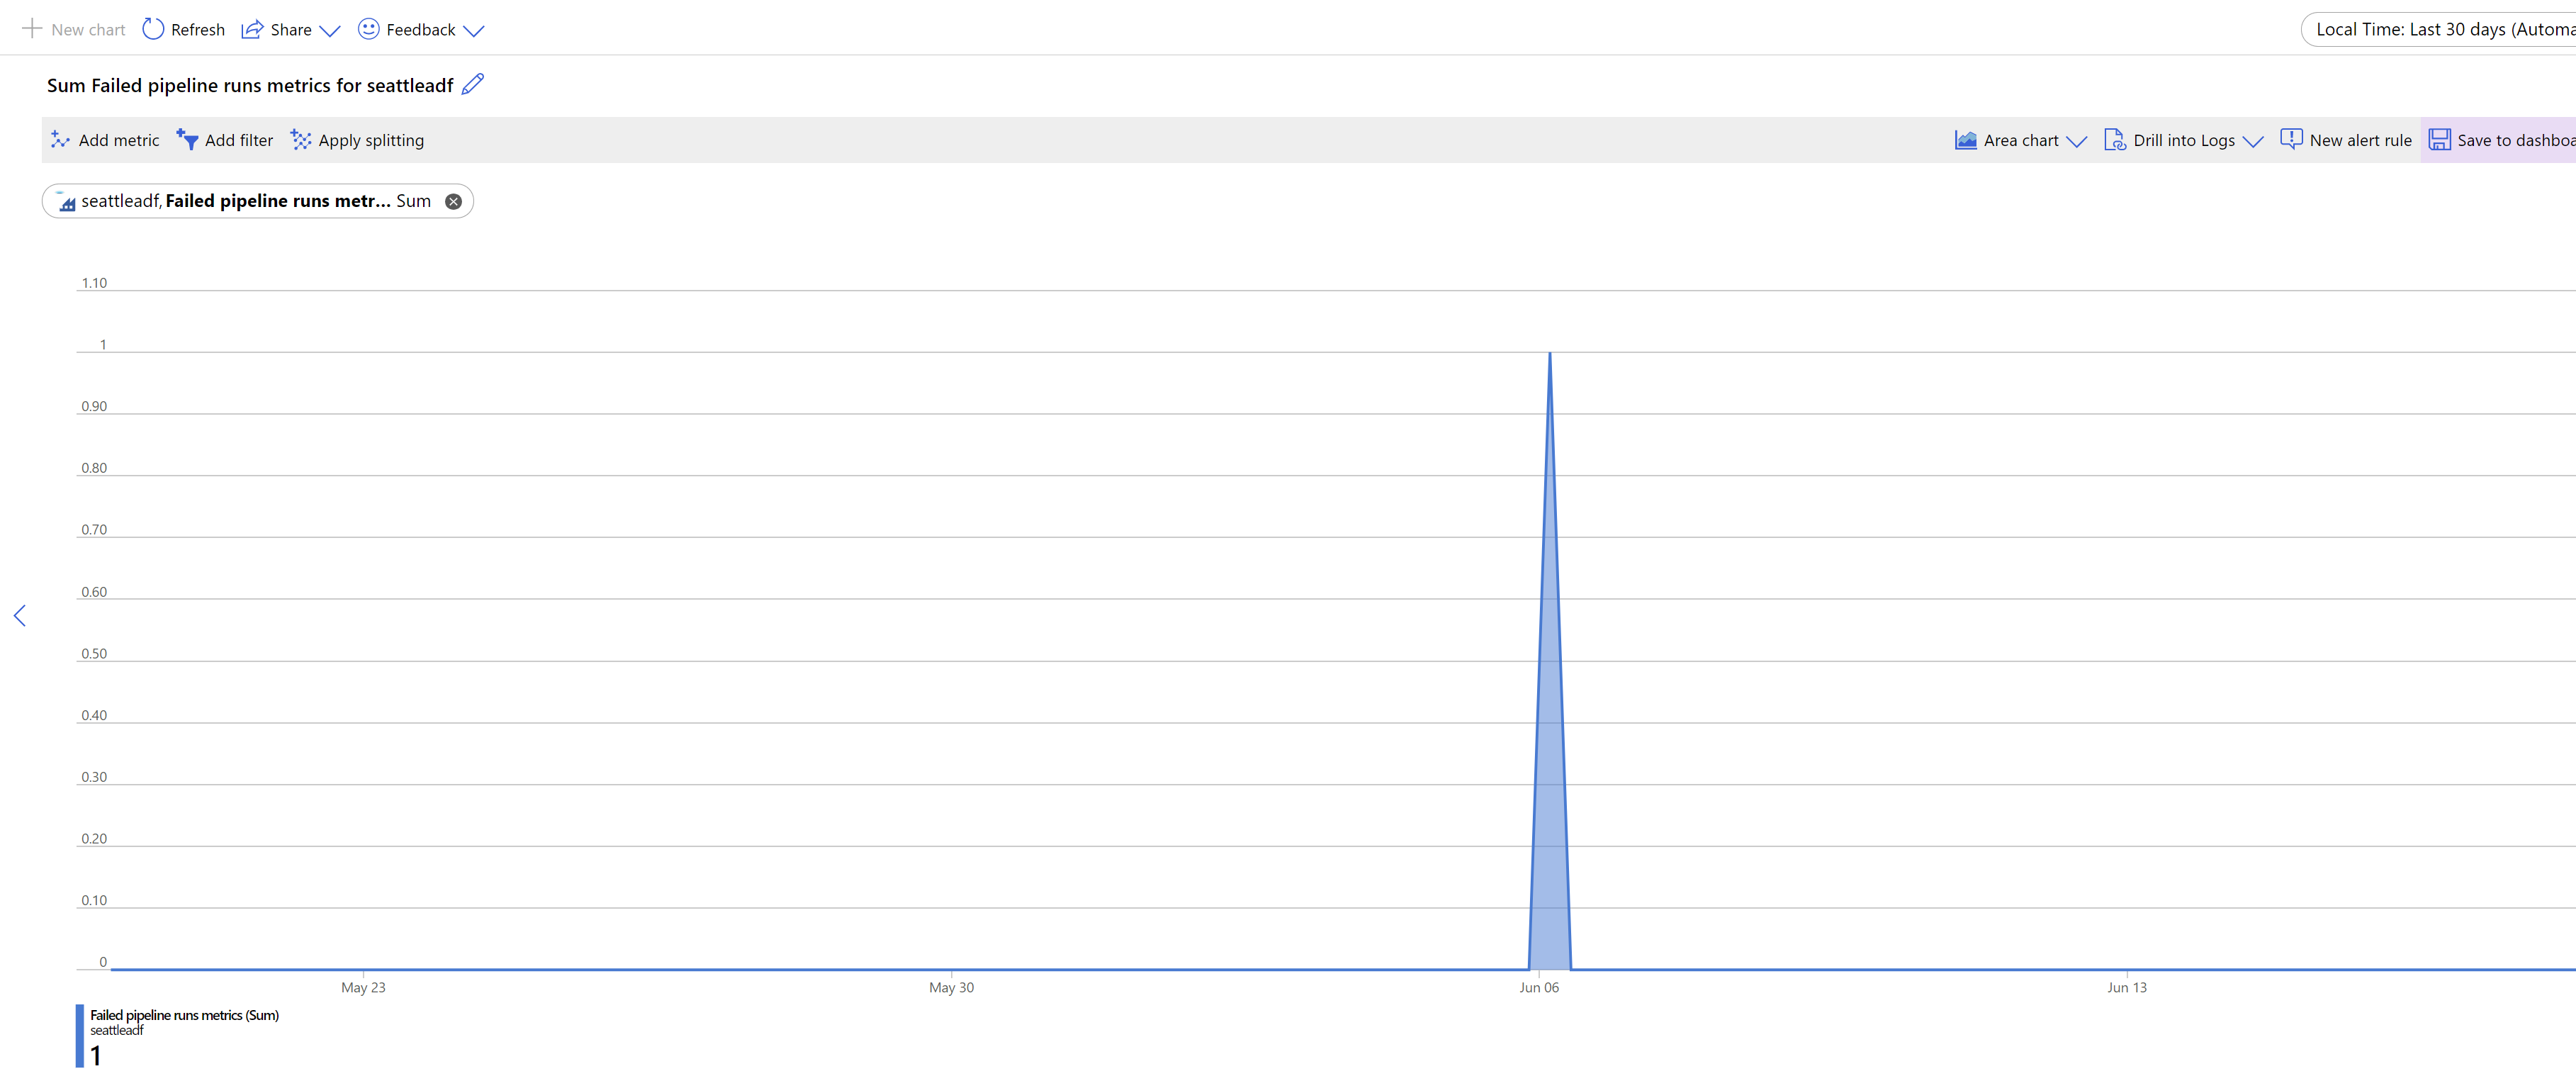 New chart Refresh Share Feedback Local Time: Last 30 days (Automa
Sum Failed pipeline runs metrics for seattleadf
Add metric Add filter Apply splitting Area chart Drill into Logs New alert rule Save to dashboa
seattleadf, Failed pipeline runs metr... Sum
1.10
1
0.90
0.80
0.70
0.60
0.50
0.40
0.30
0.20
0.10
0
May 23 May 30 Jun 06 Jun 13
Failed pipeline runs metrics (Sum)
seattleadf
1